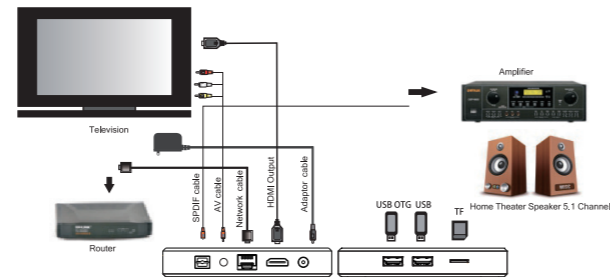 Television
Amplifier
SPDIF cable
AV cable
Network cable
HDMI Output
Adaptor cable
USB OTG USB
TF
Home Theater Speaker 5.1 Channel
Router